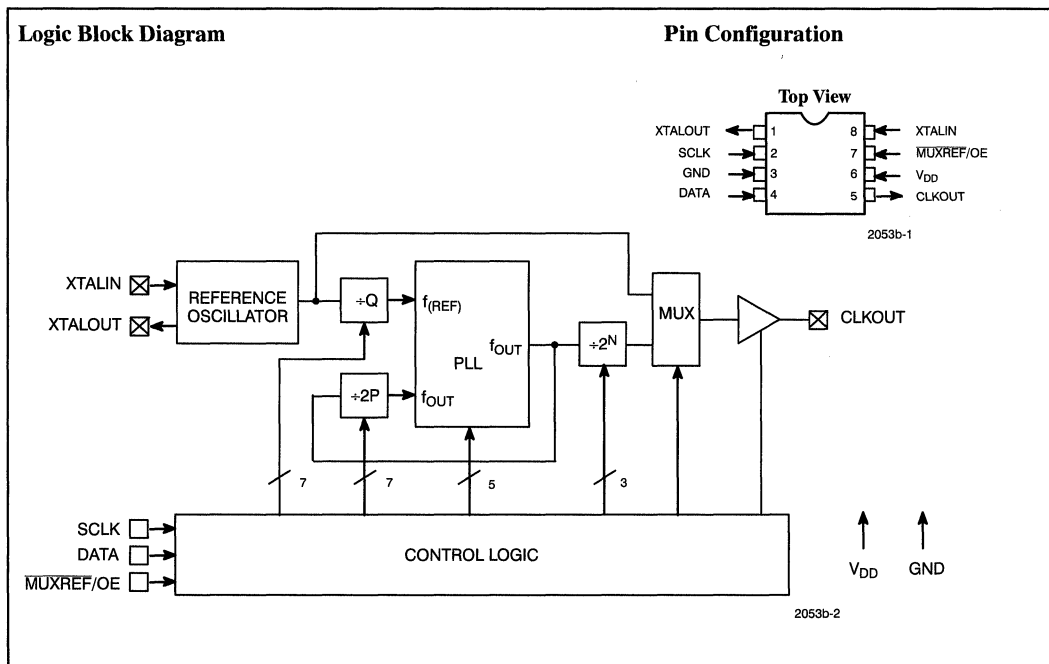 Logic Block Diagram
Pin Configuration
Top View
XTALOUT 1 8 XTALIN
SCLK 2 7 MUXREF/OE
GND 3 6 VDD
DATA 4 5 CLKOUT
2053b-1
XTALIN
XTALOUT
REFERENCE
OSCILLATOR
÷Q
f(REF)
fOUT
PLL
÷2P
fOUT
÷2N
MUX
CLKOUT
7
7
5
3
SCLK
DATA
MUXREF/OE
CONTROL LOGIC
VDD
GND
2053b-2